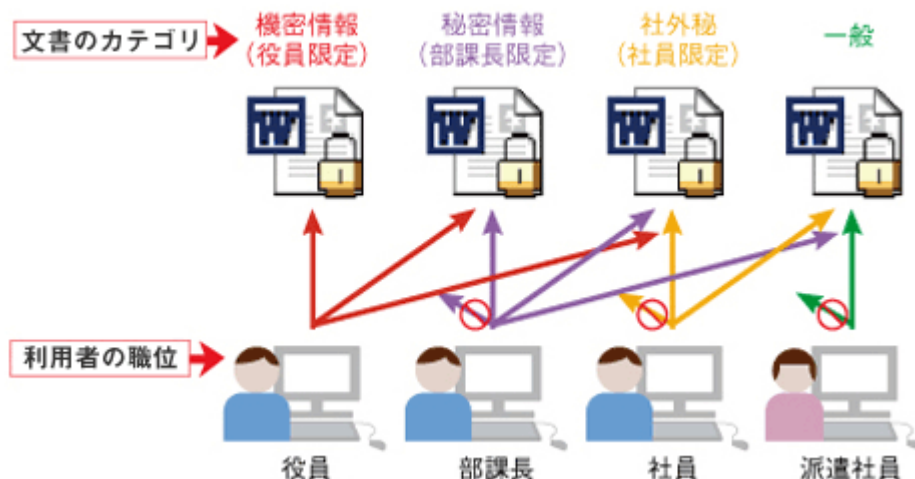 文書のカテゴリ
機密情報
(役員限定)
秘密情報
(部課長限定)
社外秘
(社員限定)
一般
W
W
W
W
利用者の職位
役員
部課長
社員
派遣社員